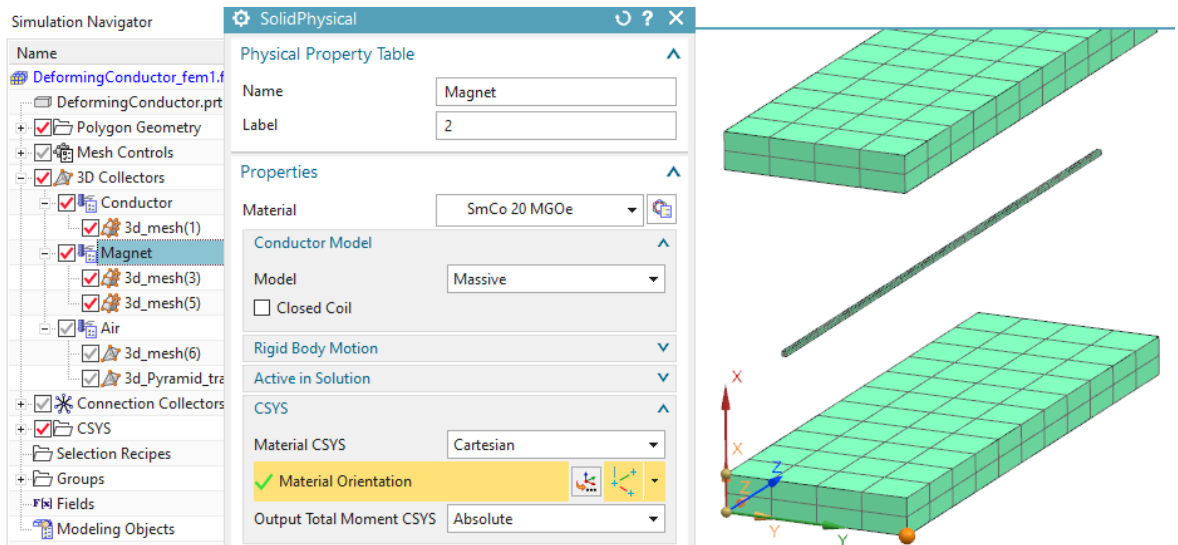 Simulation Navigator
Name
DeformingConductor_fem1.f
DeformingConductor.prt
Polygon Geometry
Mesh Controls
3D Collectors
Conductor
3d_mesh(1)
Magnet
3d_mesh(3)
3d_mesh(5)
Air
3d_mesh(6)
3d_Pyramid_tra
Connection Collectors
CSYS
Selection Recipes
Groups
F(x) Fields
Modeling Objects
SolidPhysical
Physical Property Table
Name Magnet
Label 2
Properties
Material SmCo 20 MGOe
Conductor Model
Model Massive
Closed Coil
Rigid Body Motion
Active in Solution
CSYS
Material CSYS Cartesian
Material Orientation
Output Total Moment CSYS Absolute
X
X
Z
Z
Y
Y